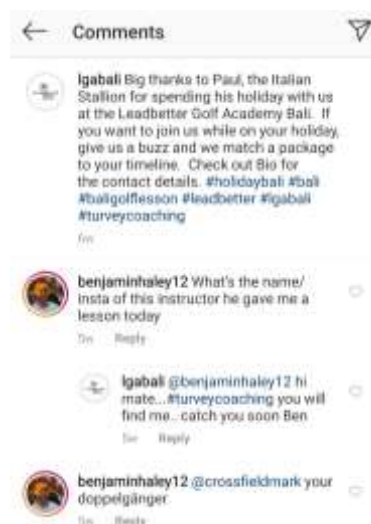 Comments
lgabali Big thanks to Paul, the Italian
Stallion for spending his holiday with us
at the Leadbetter Golf Academy Bali. If
you want to join us while on your holiday,
give us a buzz and we match a package
to your timeline. Check out Bio for
the contact details. #holidaybali #bali
#baligolflesson #leadbetter #lgabali
#turveycoaching
benjaminhaley12 What's the name/
insta of this instructor he gave me a
lesson today
Reply
lgabali @benjaminhaley12 hi
mate...#turveycoaching you will
find me.. catch you soon Ben
Reply
benjaminhaley12 @crossfieldmark your
doppelgänger
Reply